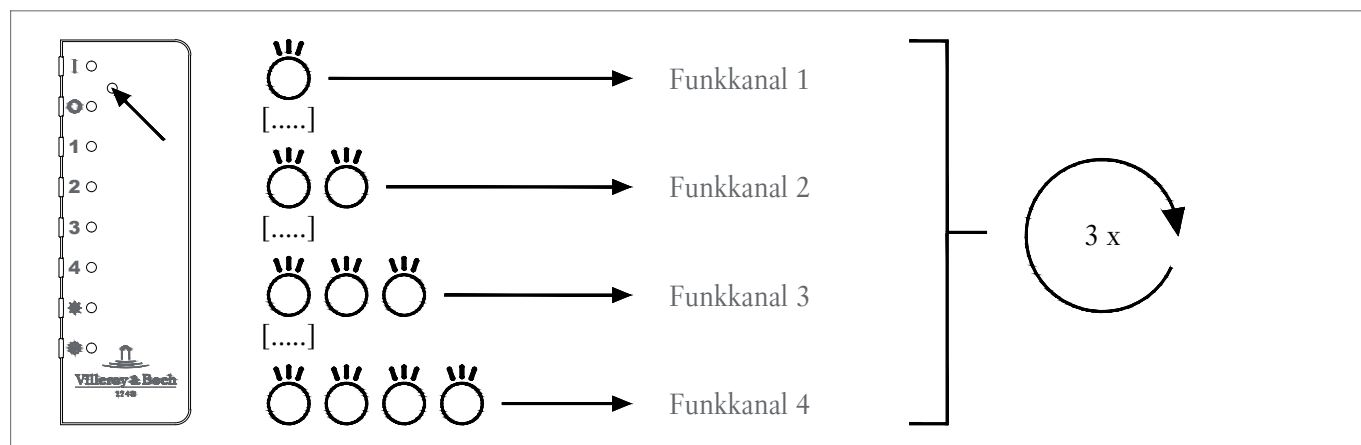 I
1
2
3
4
Villeroy & Boch
1748
Funkkanal 1
[.....]
Funkkanal 2
[.....]
Funkkanal 3
[.....]
Funkkanal 4
3 x